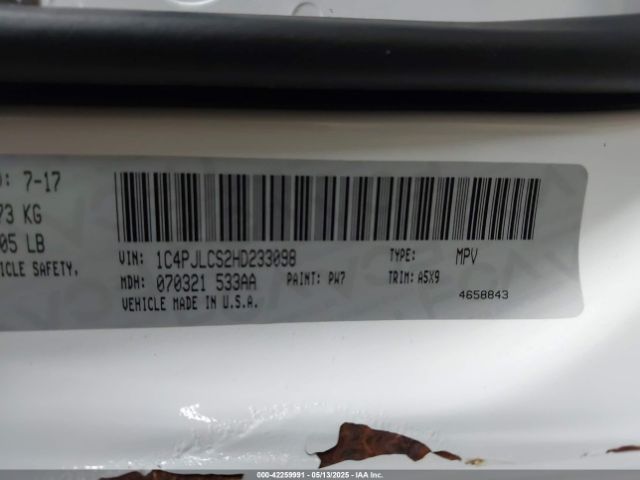 : 7-17
73 KG
05 LB
ICLE SAFETY.
VIN: 1C4PJLCS2HD233098 TYPE: MPV
MDH: 070321 533AA PAINT: PW7 TRIM: A5X9
VEHICLE MADE IN U.S.A. 4658843
000-42259991 - 05/13/2025 - IAA Inc.